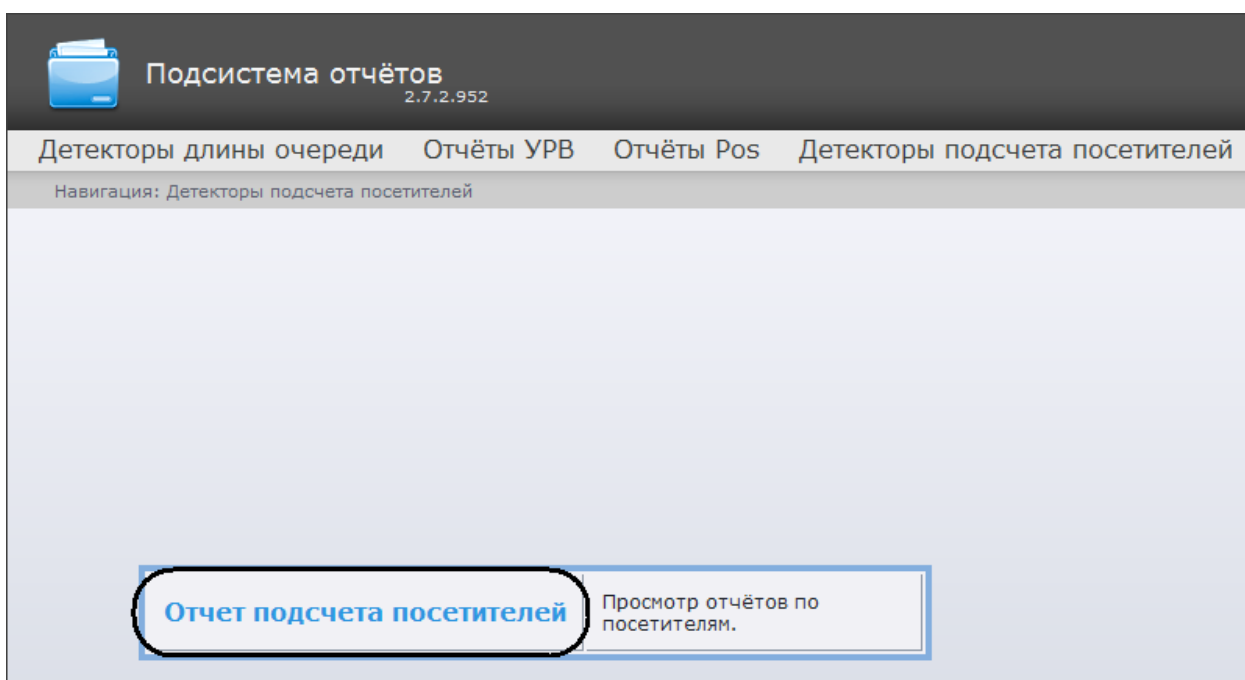 Подсистема отчётов
2.7.2.952
Детекторы длины очереди Отчёты УРВ Отчёты Pos Детекторы подсчета посетителей
Навигация: Детекторы подсчета посетителей
Отчет подсчета посетителей
Просмотр отчётов по
посетителям.